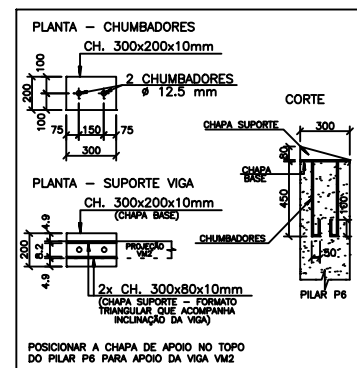 PLANTA – CHUMBADORES
CH. 300x200x10mm
100
200
100
2 CHUMBADORES
ø 12.5 mm
75
150
75
300
PLANTA – SUPORTE VIGA
CH. 300x200x10mm
(CHAPA BASE)
4.9
200
8.2
4.9
PROJEÇÃO
VM2
2x CH. 300x80x10mm
(CHAPA SUPORTE – FORMATO
TRIANGULAR QUE ACOMPANHA
INCLINAÇÃO DA VIGA)
POSICIONAR A CHAPA DE APOIO NO TOPO
DO PILAR P6 PARA APOIO DA VIGA VM2
CORTE
300
CHAPA SUPORTE
80
CHAPA
BASE
450
100
CHUMBADORES
50
PILAR P6